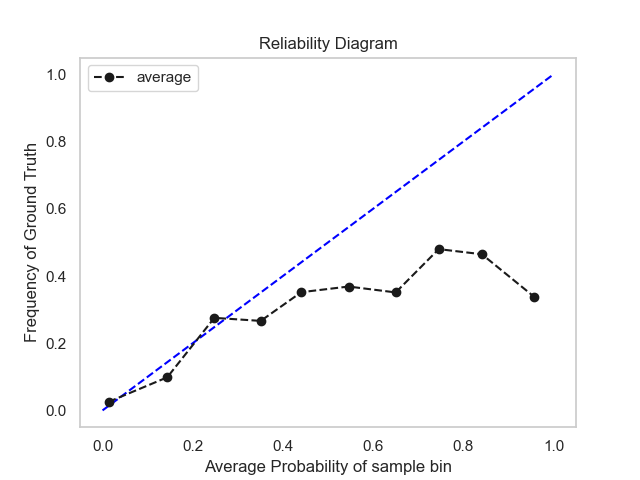 Reliability Diagram
average
1.0
0.8
0.6
0.4
0.2
0.0
Frequency of Ground Truth
0.0 0.2 0.4 0.6 0.8 1.0
Average Probability of sample bin